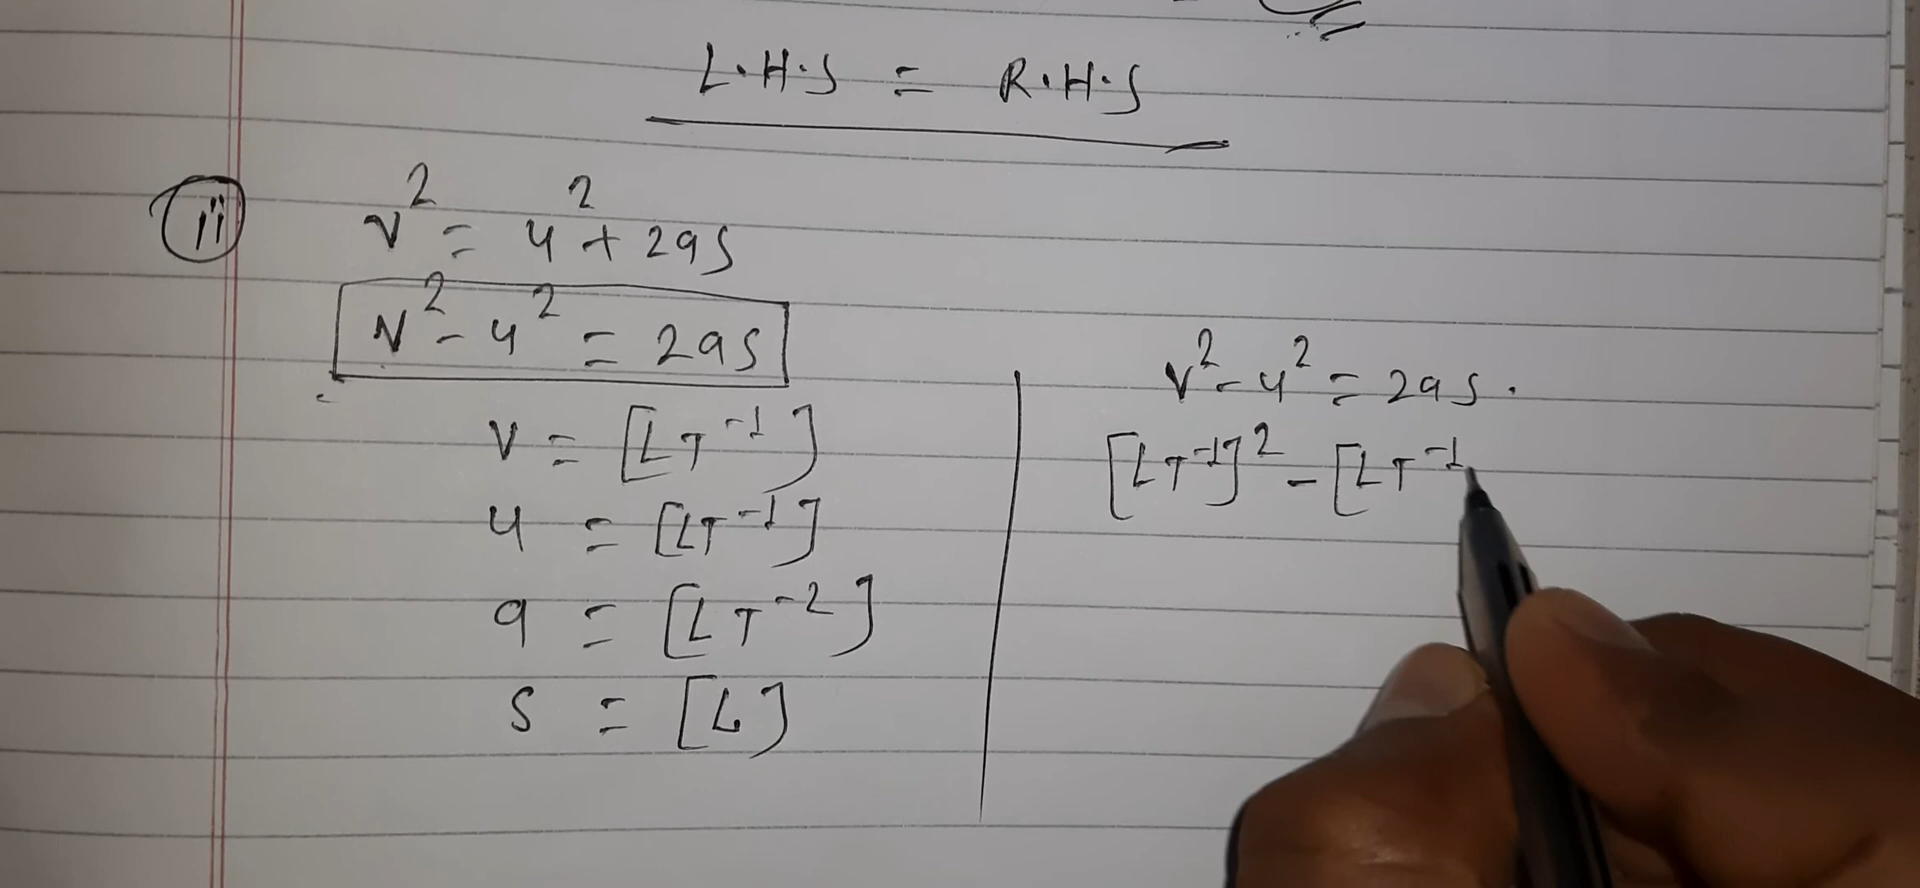 L.H.S = R.H.S
ii v² = u² + 2as
v² - u² = 2as
v = [LT⁻¹]
u = [LT⁻¹]
a = [LT⁻²]
s = [L]
v² - u² = 2as.
[LT⁻¹]² - [LT⁻¹